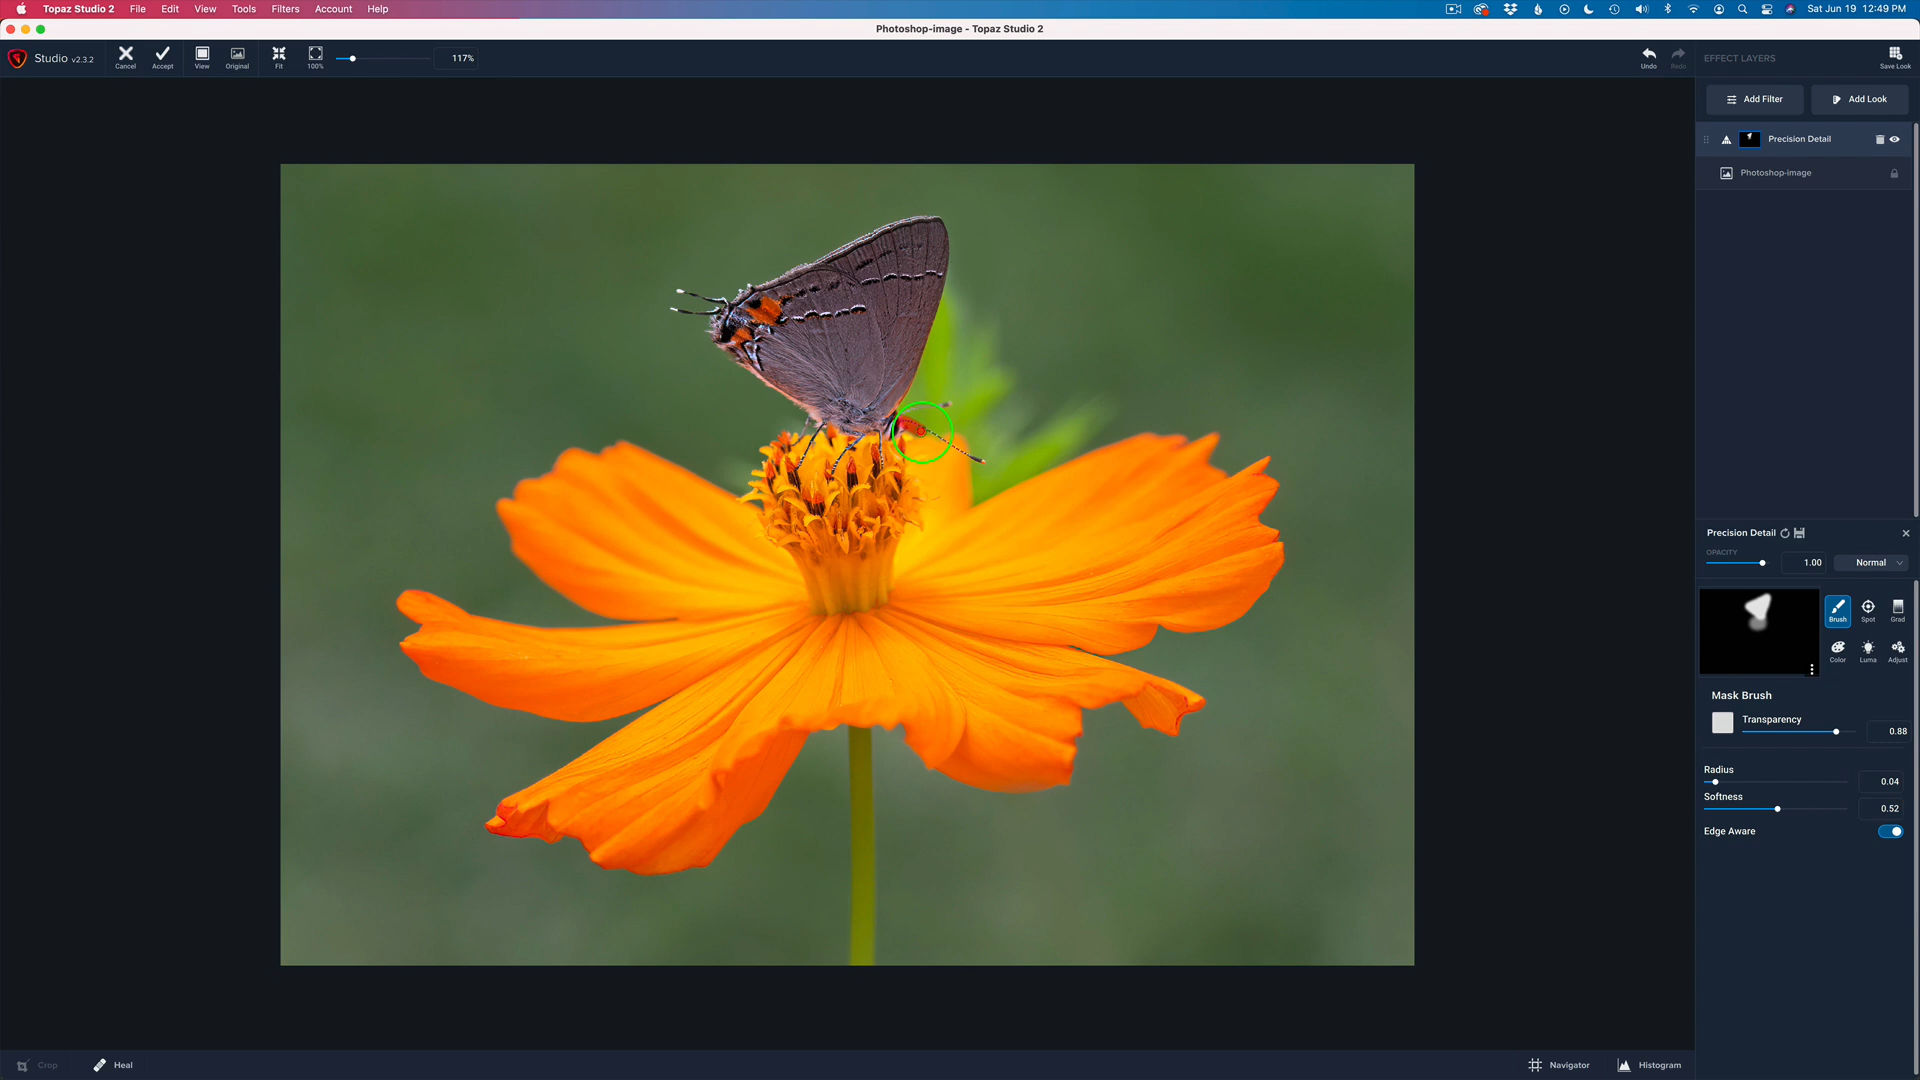 Topaz Studio 2 File Edit View Tools Filters Account Help Sat Jun 19 12:49 PM
Photoshop-image - Topaz Studio 2
Studio v2.3.2 Cancel Accept View Original Fit 100% 117% Undo Redo EFFECT LAYERS Save Look
Add Filter Add Look
Precision Detail
Photoshop-image
Precision Detail
OPACITY
1.00 Normal
Brush Spot Grad
Color Luma Adjust
Mask Brush
Transparency
0.88
Radius
0.04
Softness
0.52
Edge Aware
Crop Heal Navigator Histogram